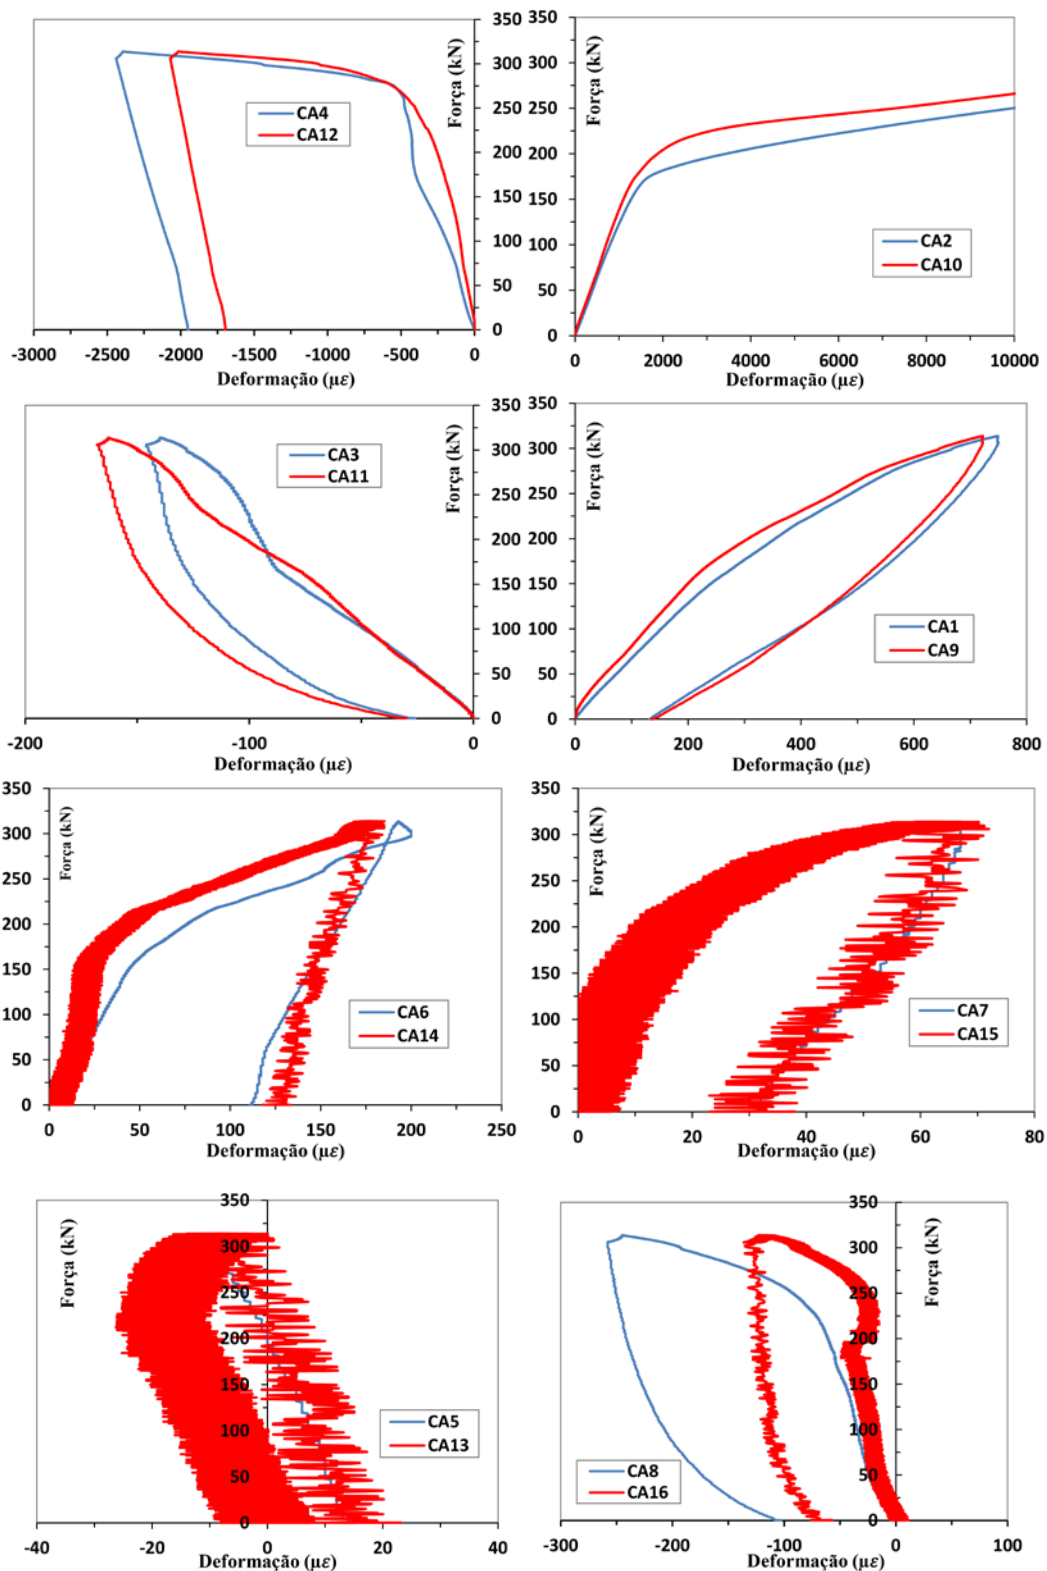 350
300
250
200
150
100
50
0
Força (kN)
CA4
CA12
-3000 -2500 -2000 -1500 -1000 -500 0
Deformação (µε)
350
300
250
200
150
100
50
0
Força (kN)
CA2
CA10
0 2000 4000 6000 8000 10000
Deformação (µε)
350
300
250
200
150
100
50
0
Força (kN)
CA3
CA11
-200 -100 0
Deformação (µε)
350
300
250
200
150
100
50
0
Força (kN)
CA1
CA9
0 200 400 600 800
Deformação (µε)
350
300
250
200
150
100
50
0
Força (kN)
CA6
CA14
0 50 100 150 200 250
Deformação (µε)
350
300
250
200
150
100
50
0
Força (kN)
CA7
CA15
0 20 40 60 80
Deformação (µε)
350
300
250
200
150
100
50
0
Força (kN)
CA5
CA13
-40 -20 0 20 40
Deformação (µε)
350
300
250
200
150
100
50
0
Força (kN)
CA8
CA16
-300 -200 -100 0 100
Deformação (µε)